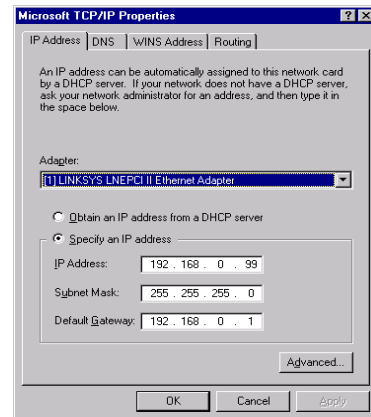 Microsoft TCP/IP Properties
IP Address DNS WINS Address Routing
An IP address can be automatically assigned to this network card
by a DHCP server. If your network does not have a DHCP server,
ask your network administrator for an address, and then type it in
the space below.
Adapter:
[1] LINKSYS LNEPCI II Ethernet Adapter
Obtain an IP address from a DHCP server
Specify an IP address
IP Address: 192 . 168 . 0 . 99
Subnet Mask: 255 . 255 . 255 . 0
Default Gateway: 192 . 168 . 0 . 1
Advanced...
OK Cancel Apply